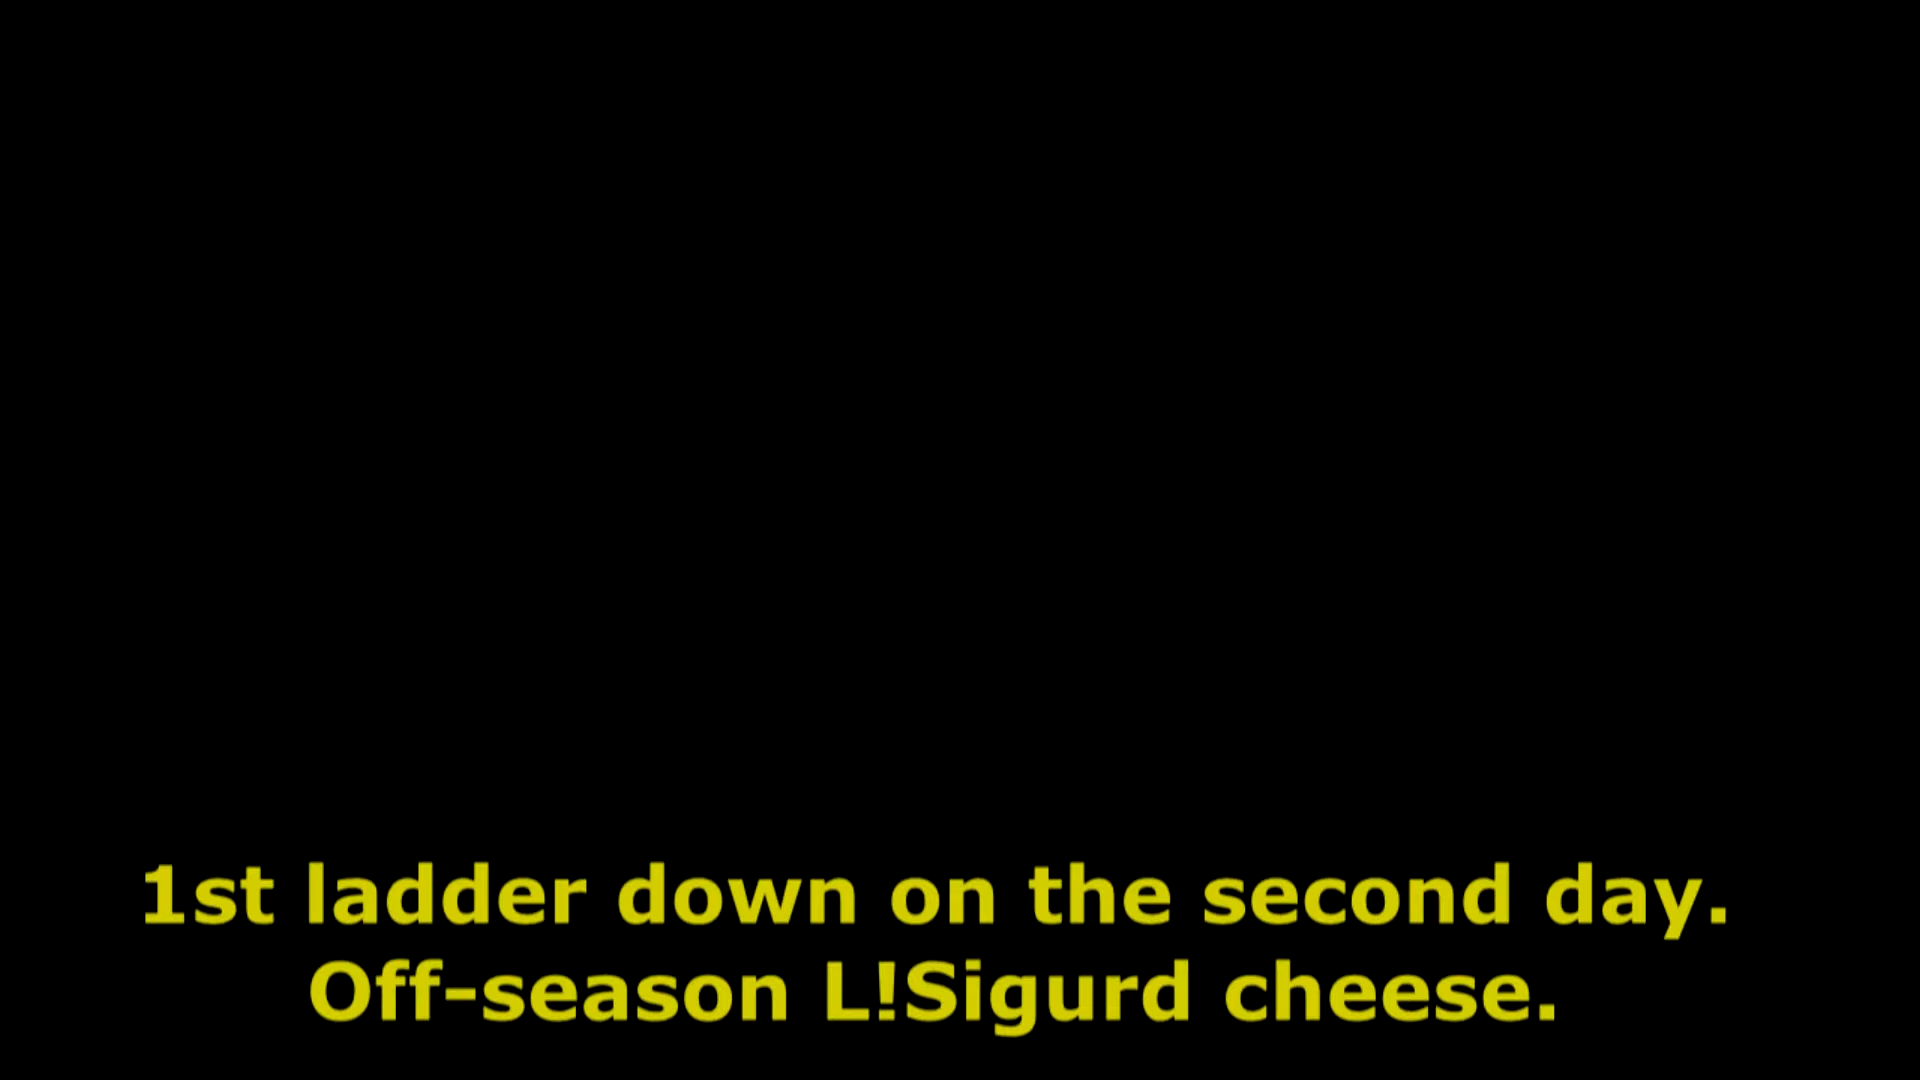 1st ladder down on the second day.
Off-season L!Sigurd cheese.